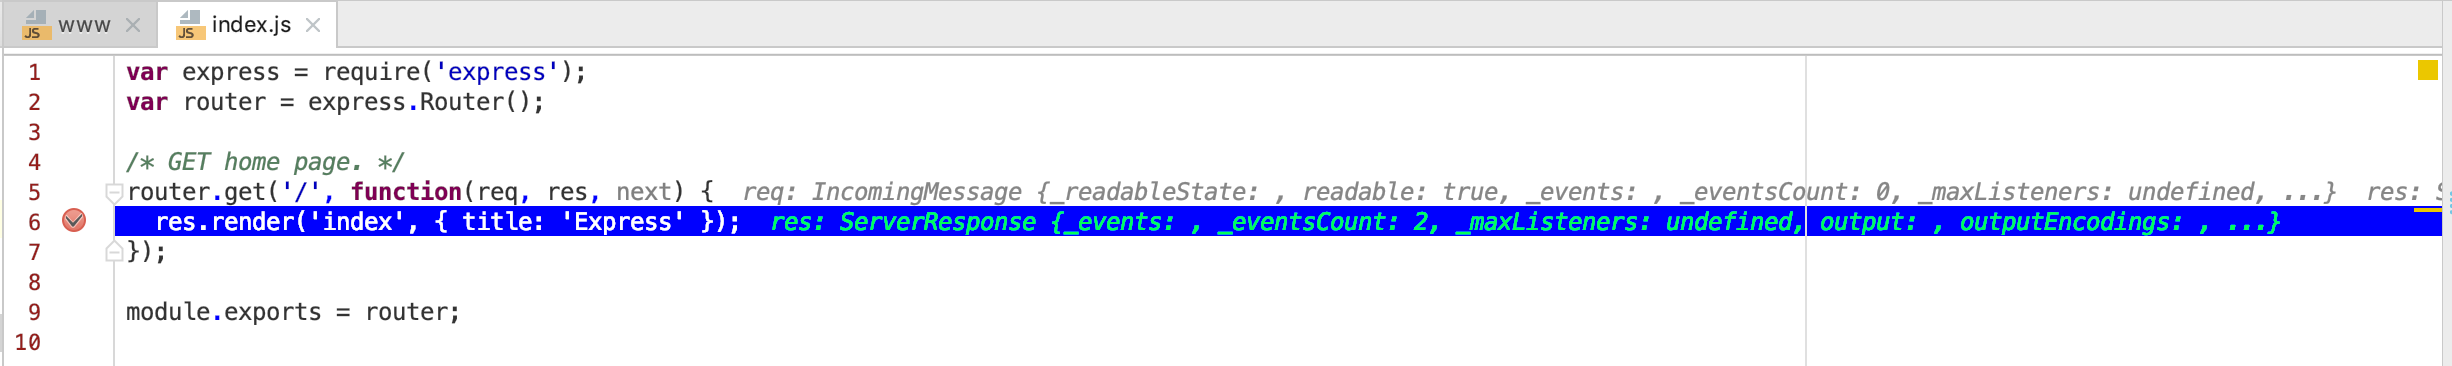 JS www JS index.js
1 var express = require('express');
2 var router = express.Router();
3
4 /* GET home page. */
5 router.get('/', function(req, res, next) { req: IncomingMessage {_readableState: , readable: true, _events: , _eventsCount: 0, _maxListeners: undefined, ...} res:
6 res.render('index', { title: 'Express' }); res: ServerResponse {_events: , _eventsCount: 2, _maxListeners: undefined, output: , outputEncodings: , ...}
7 });
8
9 module.exports = router;
10